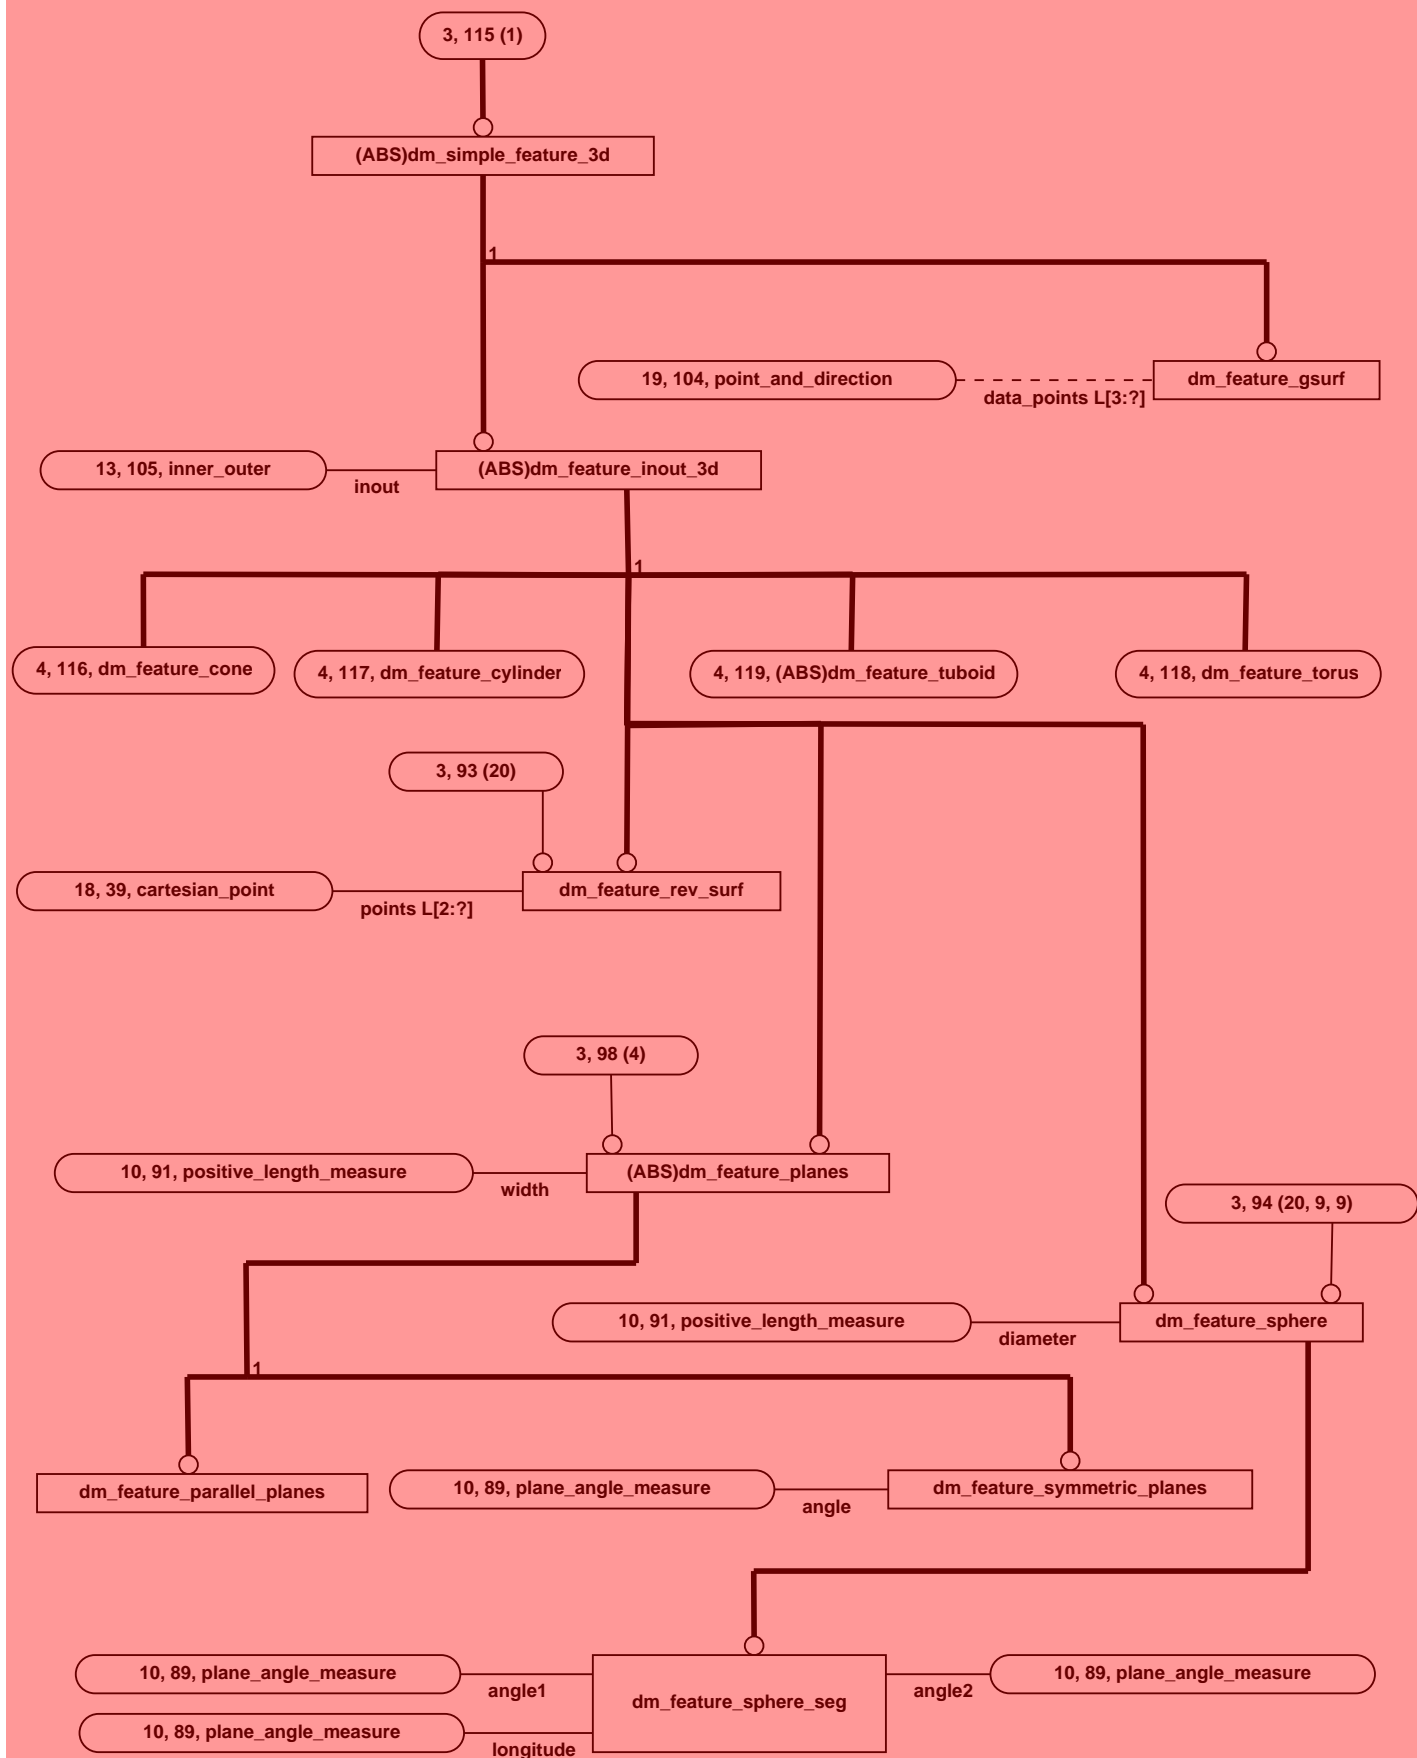 3, 115 (1)
(ABS)dm_simple_feature_3d
1
19, 104, point_and_direction
dm_feature_gsurf
data_points L[3:?]
13, 105, inner_outer
(ABS)dm_feature_inout_3d
inout
1
4, 116, dm_feature_cone
4, 117, dm_feature_cylinder
4, 119, (ABS)dm_feature_tuboid
4, 118, dm_feature_torus
3, 93 (20)
18, 39, cartesian_point
dm_feature_rev_surf
points L[2:?]
3, 98 (4)
10, 91, positive_length_measure
(ABS)dm_feature_planes
width
3, 94 (20, 9, 9)
10, 91, positive_length_measure
dm_feature_sphere
diameter
1
dm_feature_parallel_planes
10, 89, plane_angle_measure
dm_feature_symmetric_planes
angle
10, 89, plane_angle_measure
10, 89, plane_angle_measure
angle1
angle2
dm_feature_sphere_seg
10, 89, plane_angle_measure
longitude